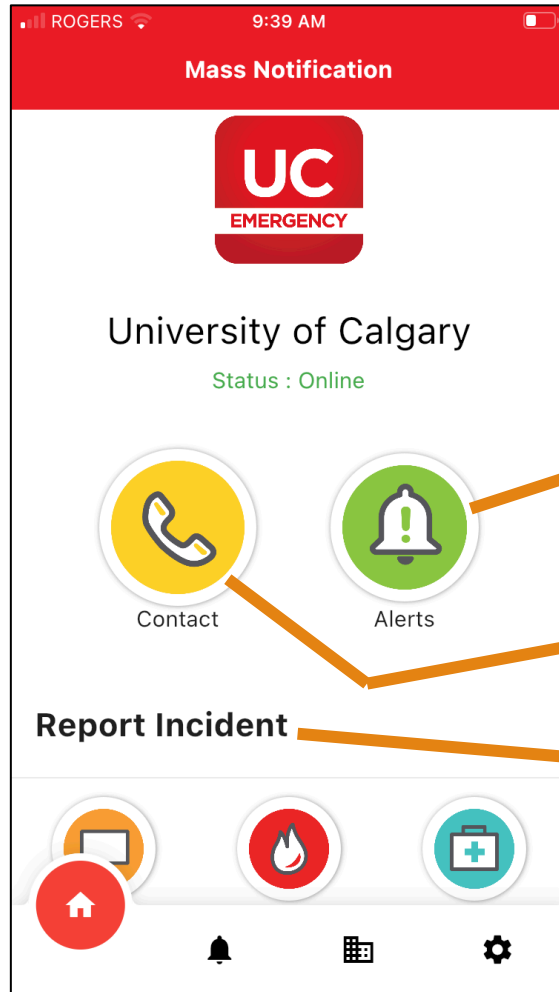 ROGERS 9:39 AM
Mass Notification
UC
EMERGENCY
University of Calgary
Status : Online
Contact Alerts
Report Incident